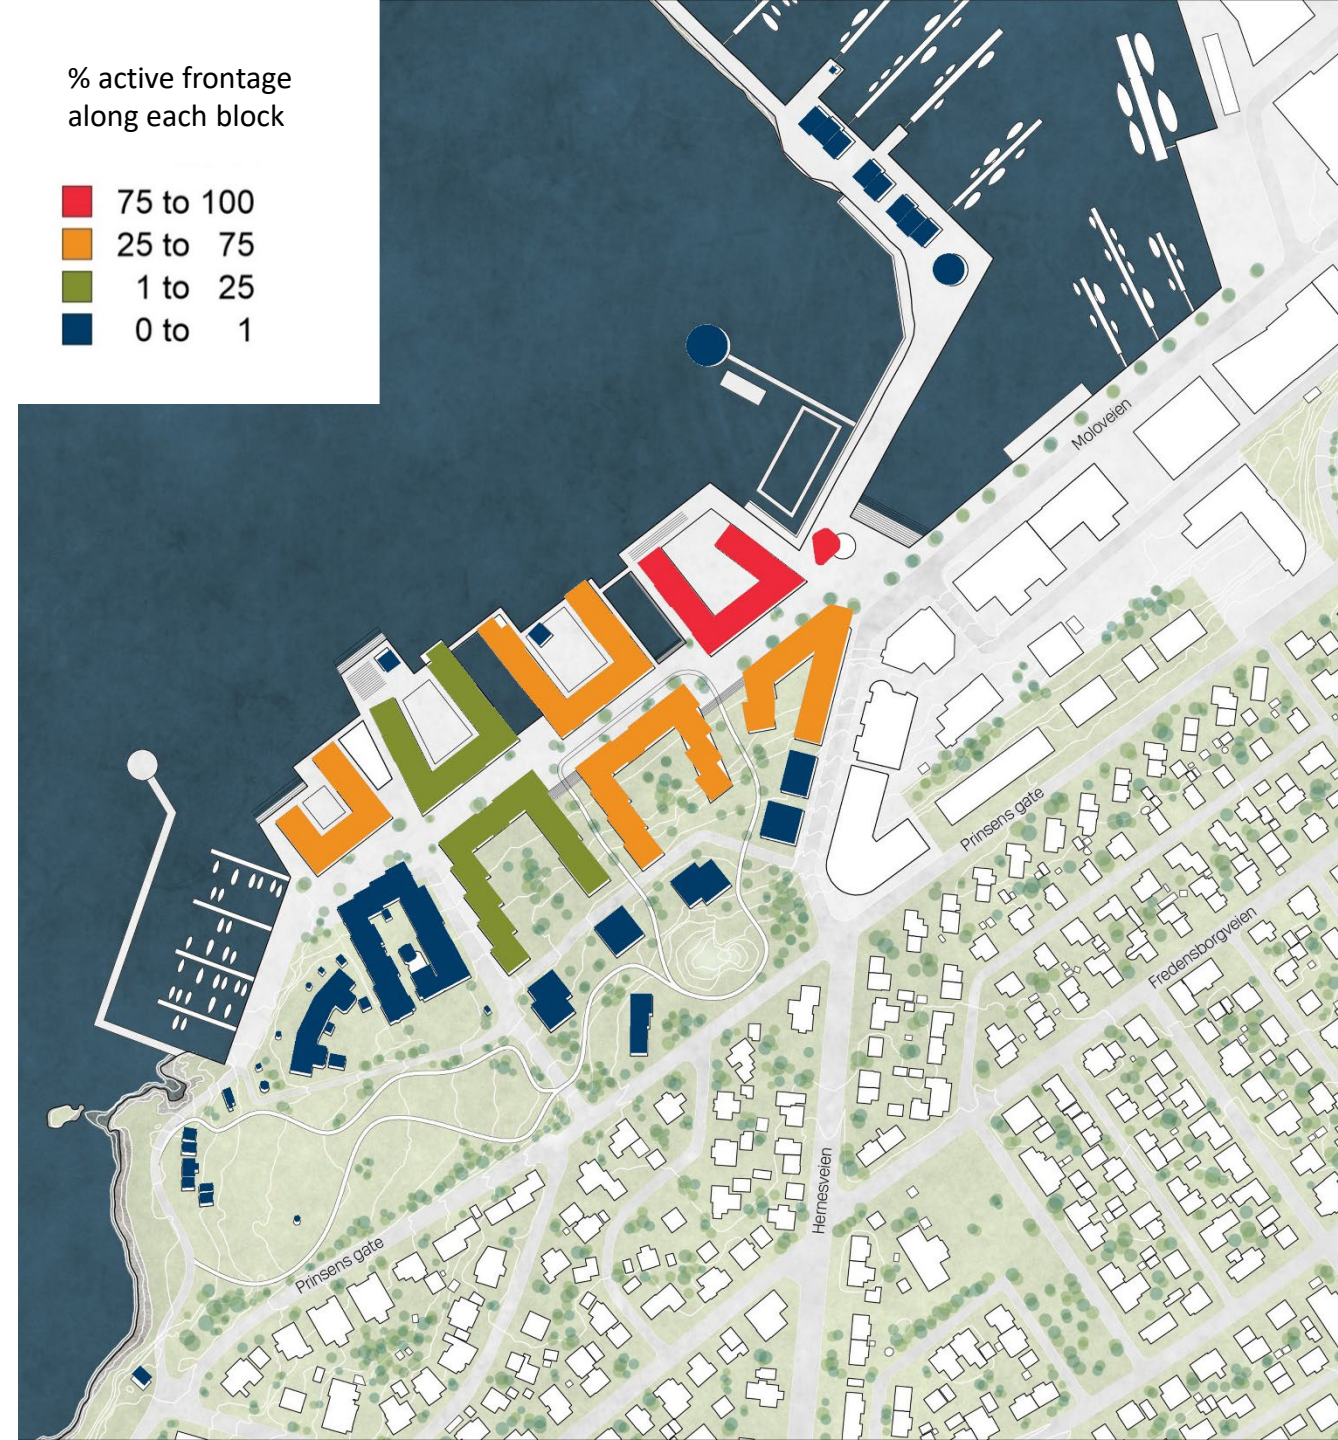 % active frontage
along each block
75 to 100
25 to 75
1 to 25
0 to 1
Moloveien
Prinsens gate
Fredensborgveien
Hernesveien
Prinsens gate